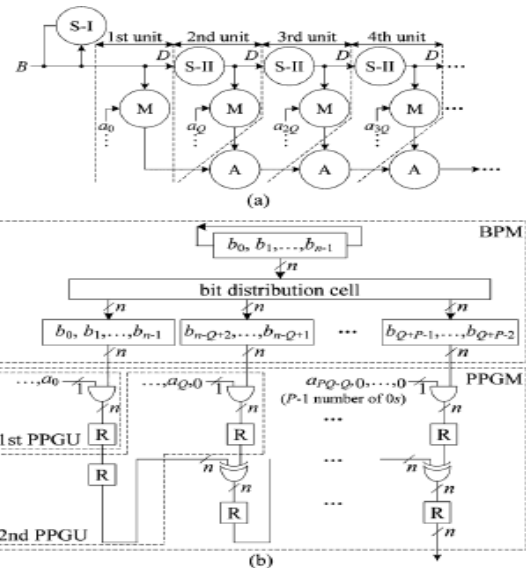 S-I
1st unit 2nd unit 3rd unit 4th unit
B D S-II D S-II D S-II D ...
M M M M ...
a0 aQ a2Q a3Q
A A A ...
(a)
BPM
b0, b1,...,bn-1
n
bit distribution cell
n n n
b0, b1,...,bn-1 bn-Q+2,...,bn-Q+1 ... bQ+P-1,...,bQ+P-2
n n n
...,a0 1 ...,aQ,0 1 aPQ-Q,0,...,0 1 PPGM
(P-1 number of 0s)
n n ... n
1st PPGU R R R
R n ... n
n n
2nd PPGU R ... R
n
(b)